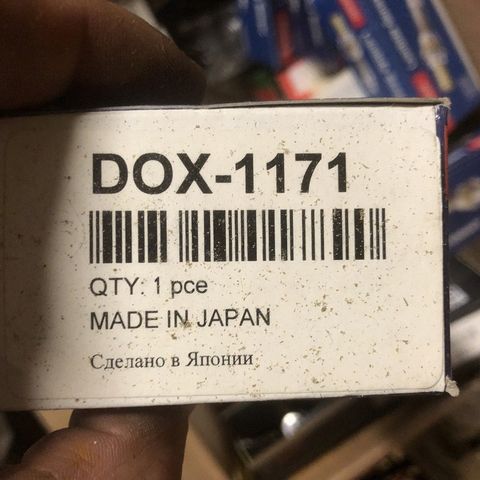 DOX-1171
QTY: 1 pce
MADE IN JAPAN
Сделано в Японии